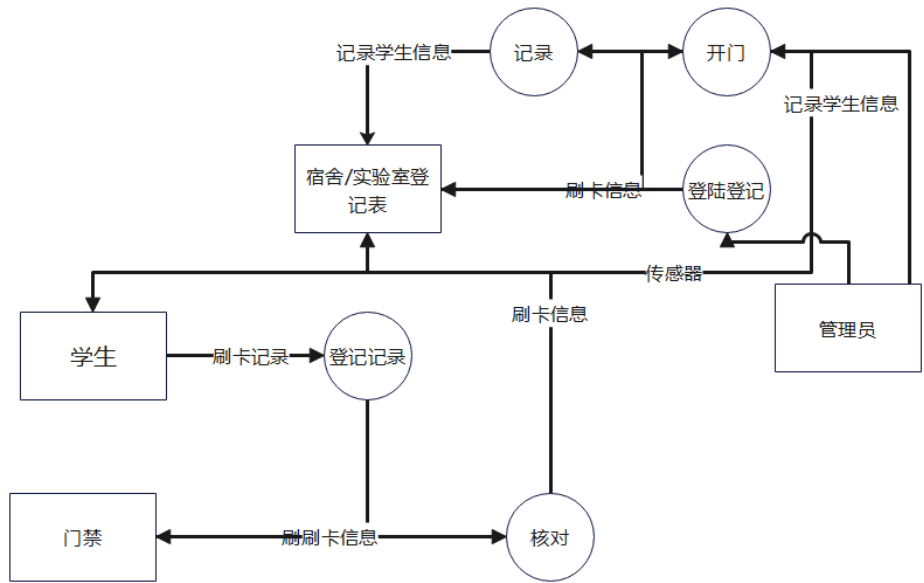 记录学生信息
记录
开门
记录学生信息
宿舍/实验室登
记表
刷卡信息
登陆登记
传感器
刷卡信息
管理员
学生
刷卡记录
登记记录
门禁
刷刷卡信息
核对